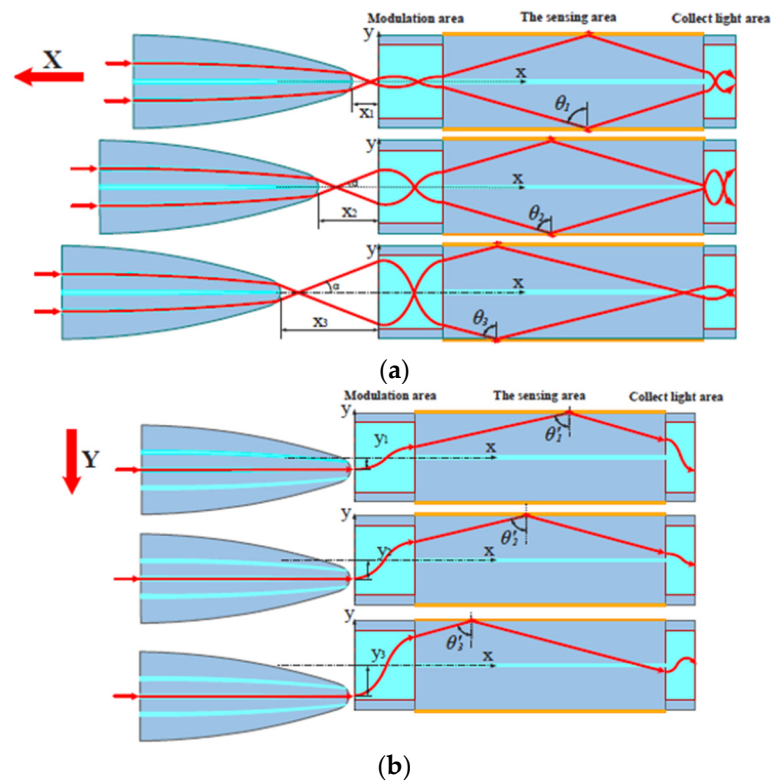 Modulation area The sensing area Collect light area
y
X
x
x₁
θ₁
y
α
x
x₂
θ₂
y
α
x
x₃
θ₃
(a)
Modulation area The sensing area Collect light area
y
Y
y₁
θ′₁
x
y
y₂
θ′₂
x
y
y₃
θ′₃
x
(b)